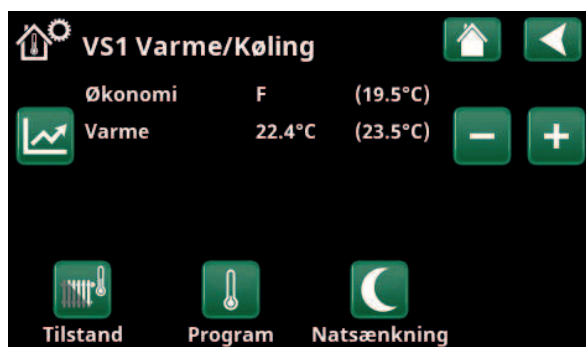 VS1 Varme/Køling
Økonomi F (19.5°C)
Varme 22.4°C (23.5°C)
Tilstand Program Natsænkning